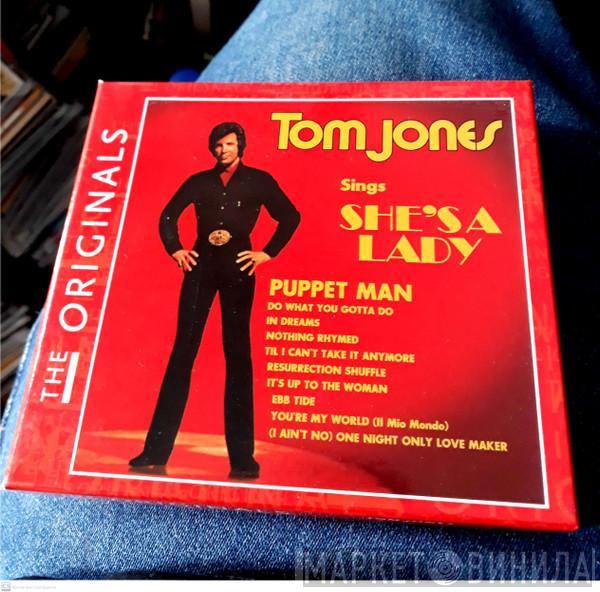 THE ORIGINALS
Tom Jones
Sings
SHE'S A
LADY
PUPPET MAN
DO WHAT YOU GOTTA DO
IN DREAMS
NOTHING RHYMED
TIL I CAN'T TAKE IT ANYMORE
RESURRECTION SHUFFLE
IT'S UP TO THE WOMAN
EBB TIDE
YOU'RE MY WORLD (Il Mio Mondo)
(I AIN'T NO) ONE NIGHT ONLY LOVE MAKER
МАРКЕТ ВИНИЛА